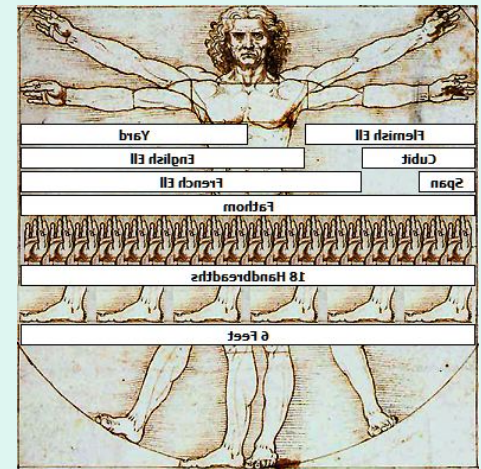 Yard
Flemish Ell
English Ell
Cubit
French Ell
Span
Fathom
18 Handbreadths
6 Feet